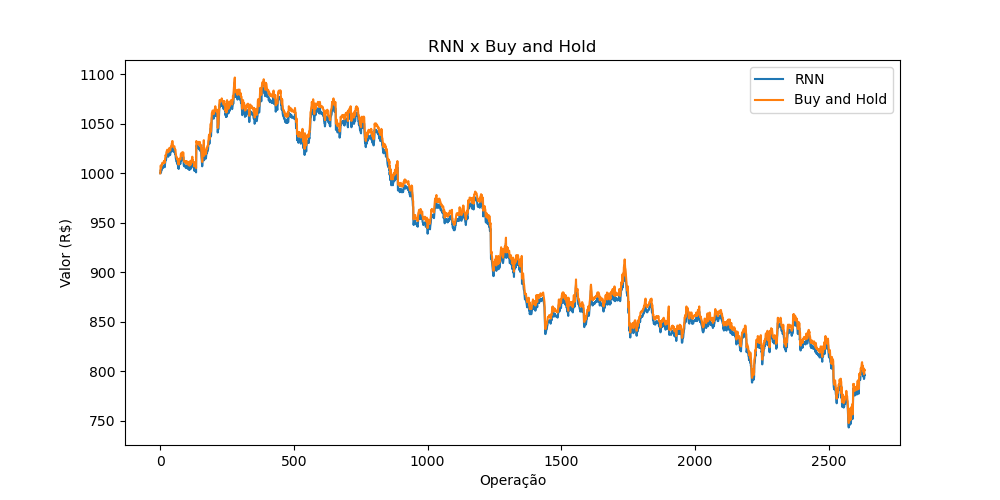 RNN x Buy and Hold
RNN
Buy and Hold
1100
1050
1000
950
900
850
800
750
Valor (R$)
0 500 1000 1500 2000 2500
Operação